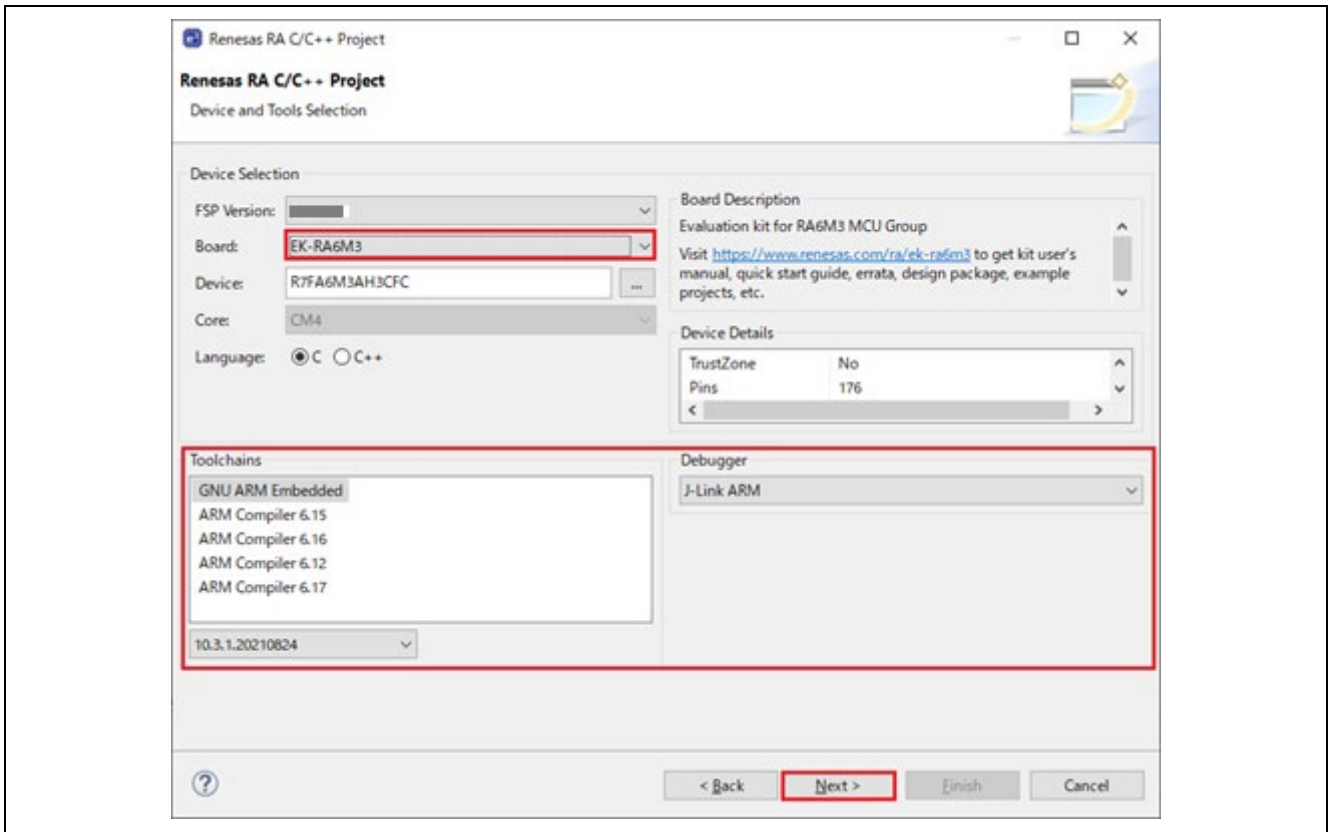 Renesas RA C/C++ Project
Renesas RA C/C++ Project
Device and Tools Selection
Device Selection
FSP Version:
Board: EK-RA6M3
Device: R7FA6M3AH3CFC ...
Core: CM4
Language: C C++
Board Description
Evaluation kit for RA6M3 MCU Group
Visit https://www.renesas.com/ra/ek-ra6m3 to get kit user's
manual, quick start guide, errata, design package, example
projects, etc.
Device Details
TrustZone No
Pins 176
Toolchains
GNU ARM Embedded
ARM Compiler 6.15
ARM Compiler 6.16
ARM Compiler 6.12
ARM Compiler 6.17
10.3.1.20210824
Debugger
J-Link ARM
? < Back Next > Finish Cancel